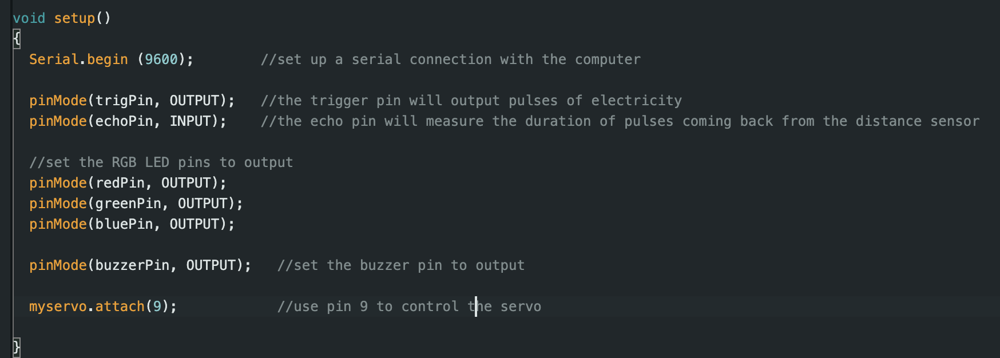 void setup()
{
  Serial.begin (9600);        //set up a serial connection with the computer
  pinMode(trigPin, OUTPUT);   //the trigger pin will output pulses of electricity
  pinMode(echoPin, INPUT);    //the echo pin will measure the duration of pulses coming back from the distance sensor
  //set the RGB LED pins to output
  pinMode(redPin, OUTPUT);
  pinMode(greenPin, OUTPUT);
  pinMode(bluePin, OUTPUT);
  pinMode(buzzerPin, OUTPUT);   //set the buzzer pin to output
  myservo.attach(9);            //use pin 9 to control the servo
}